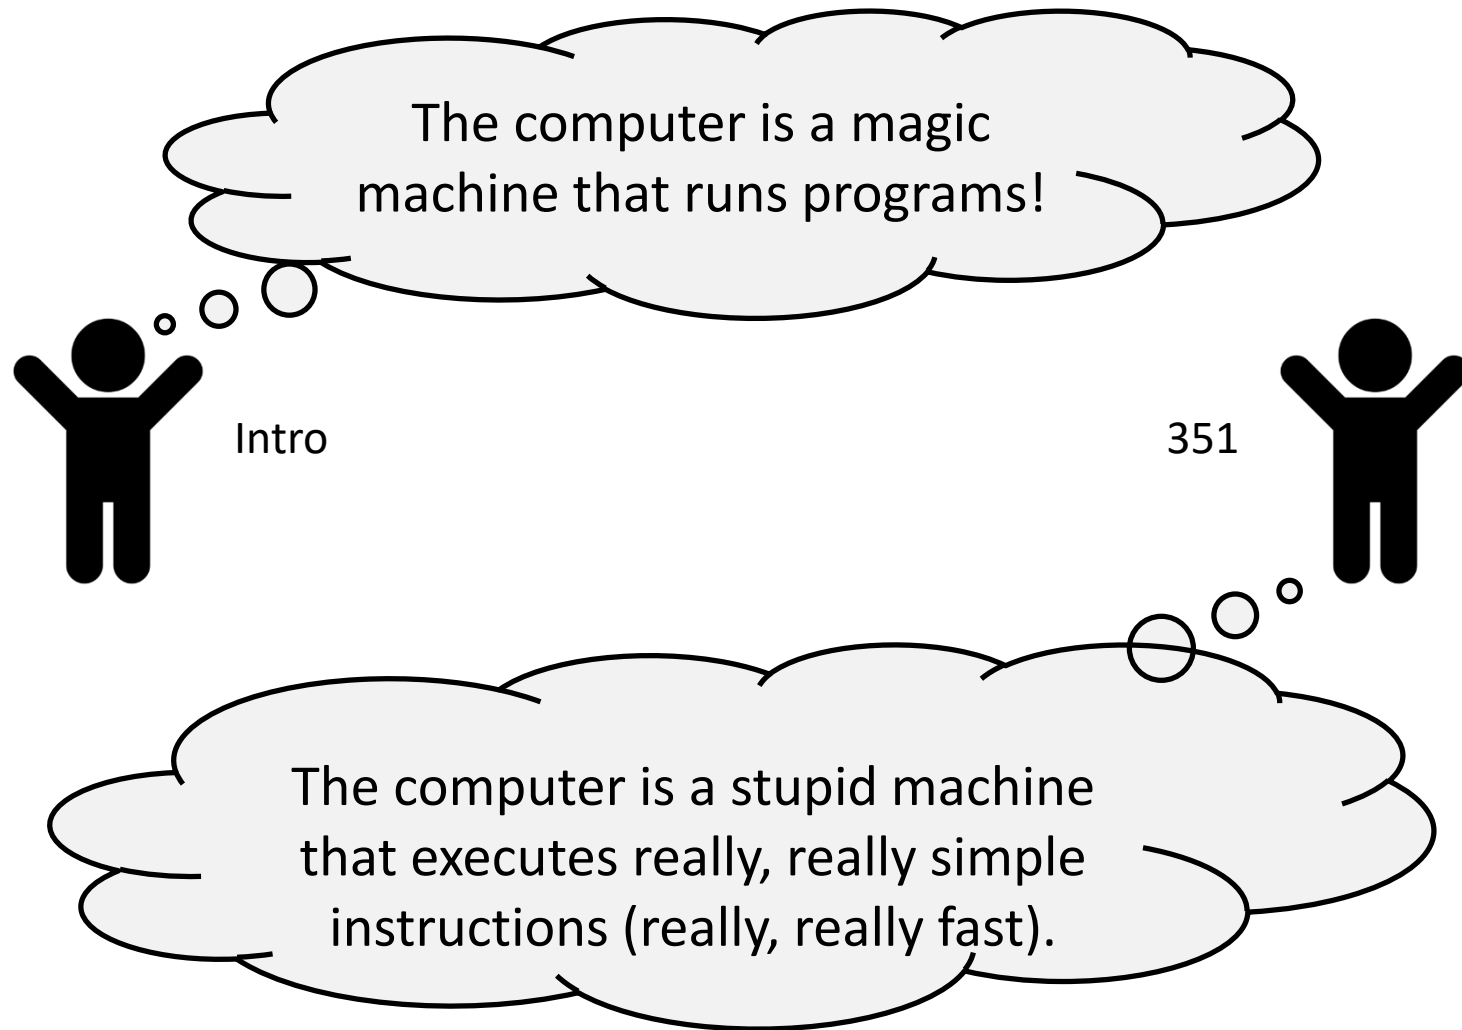 The computer is a magic
machine that runs programs!
Intro
351
The computer is a stupid machine
that executes really, really simple
instructions (really, really fast).